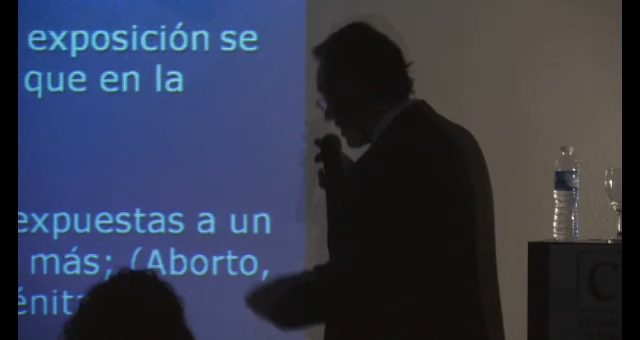 exposición se
que en la
expuestas a un
más; (Aborto,
C